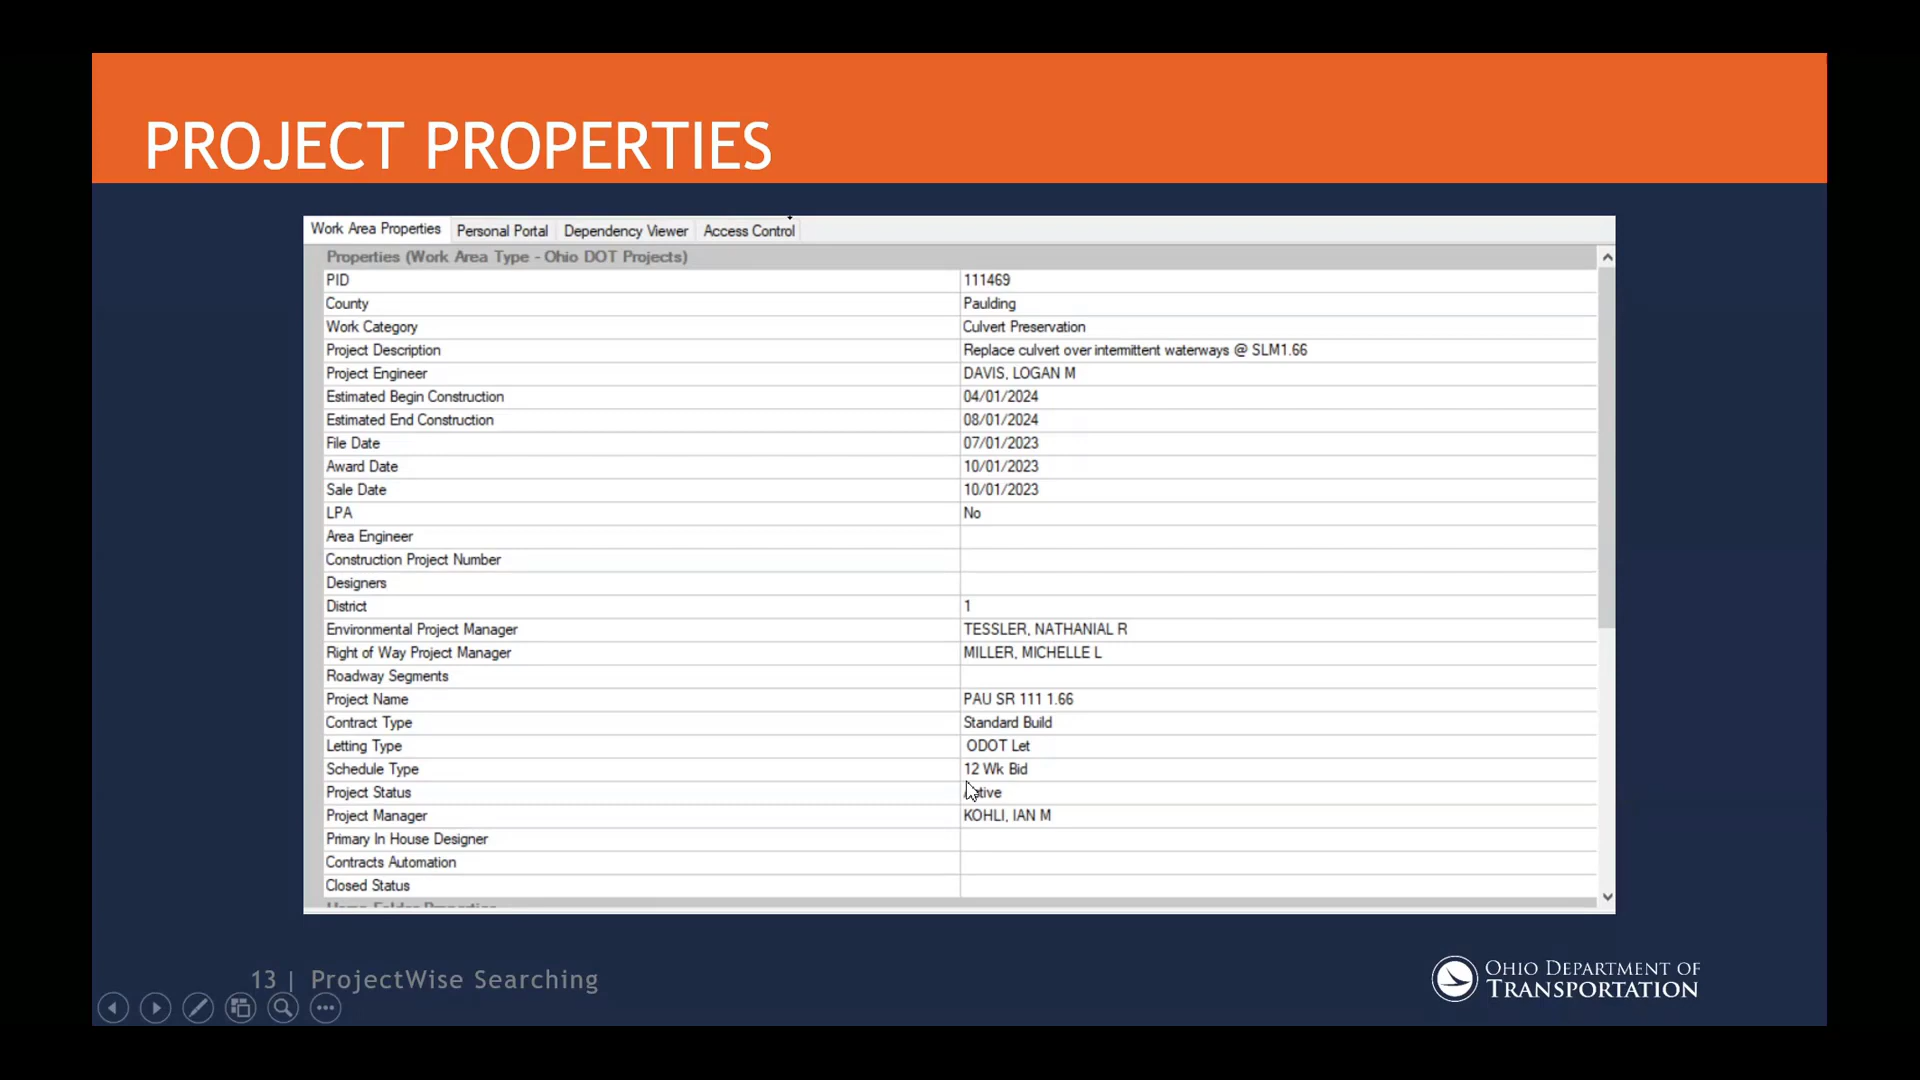 PROJECT PROPERTIES
Work Area Properties Personal Portal Dependency Viewer Access Control
Properties (Work Area Type - Ohio DOT Projects)
PID 111469
County Paulding
Work Category Culvert Preservation
Project Description Replace culvert over intermittent waterways @ SLM1.66
Project Engineer DAVIS, LOGAN M
Estimated Begin Construction 04/01/2024
Estimated End Construction 08/01/2024
File Date 07/01/2023
Award Date 10/01/2023
Sale Date 10/01/2023
LPA No
Area Engineer
Construction Project Number
Designers
District 1
Environmental Project Manager TESSLER, NATHANIAL R
Right of Way Project Manager MILLER, MICHELLE L
Roadway Segments
Project Name PAU SR 111 1.66
Contract Type Standard Build
Letting Type ODOT Let
Schedule Type 12 Wk Bid
Project Status Active
Project Manager KOHLI, IAN M
Primary In House Designer
Contracts Automation
Closed Status
13 | ProjectWise Searching
OHIO DEPARTMENT OF
TRANSPORTATION